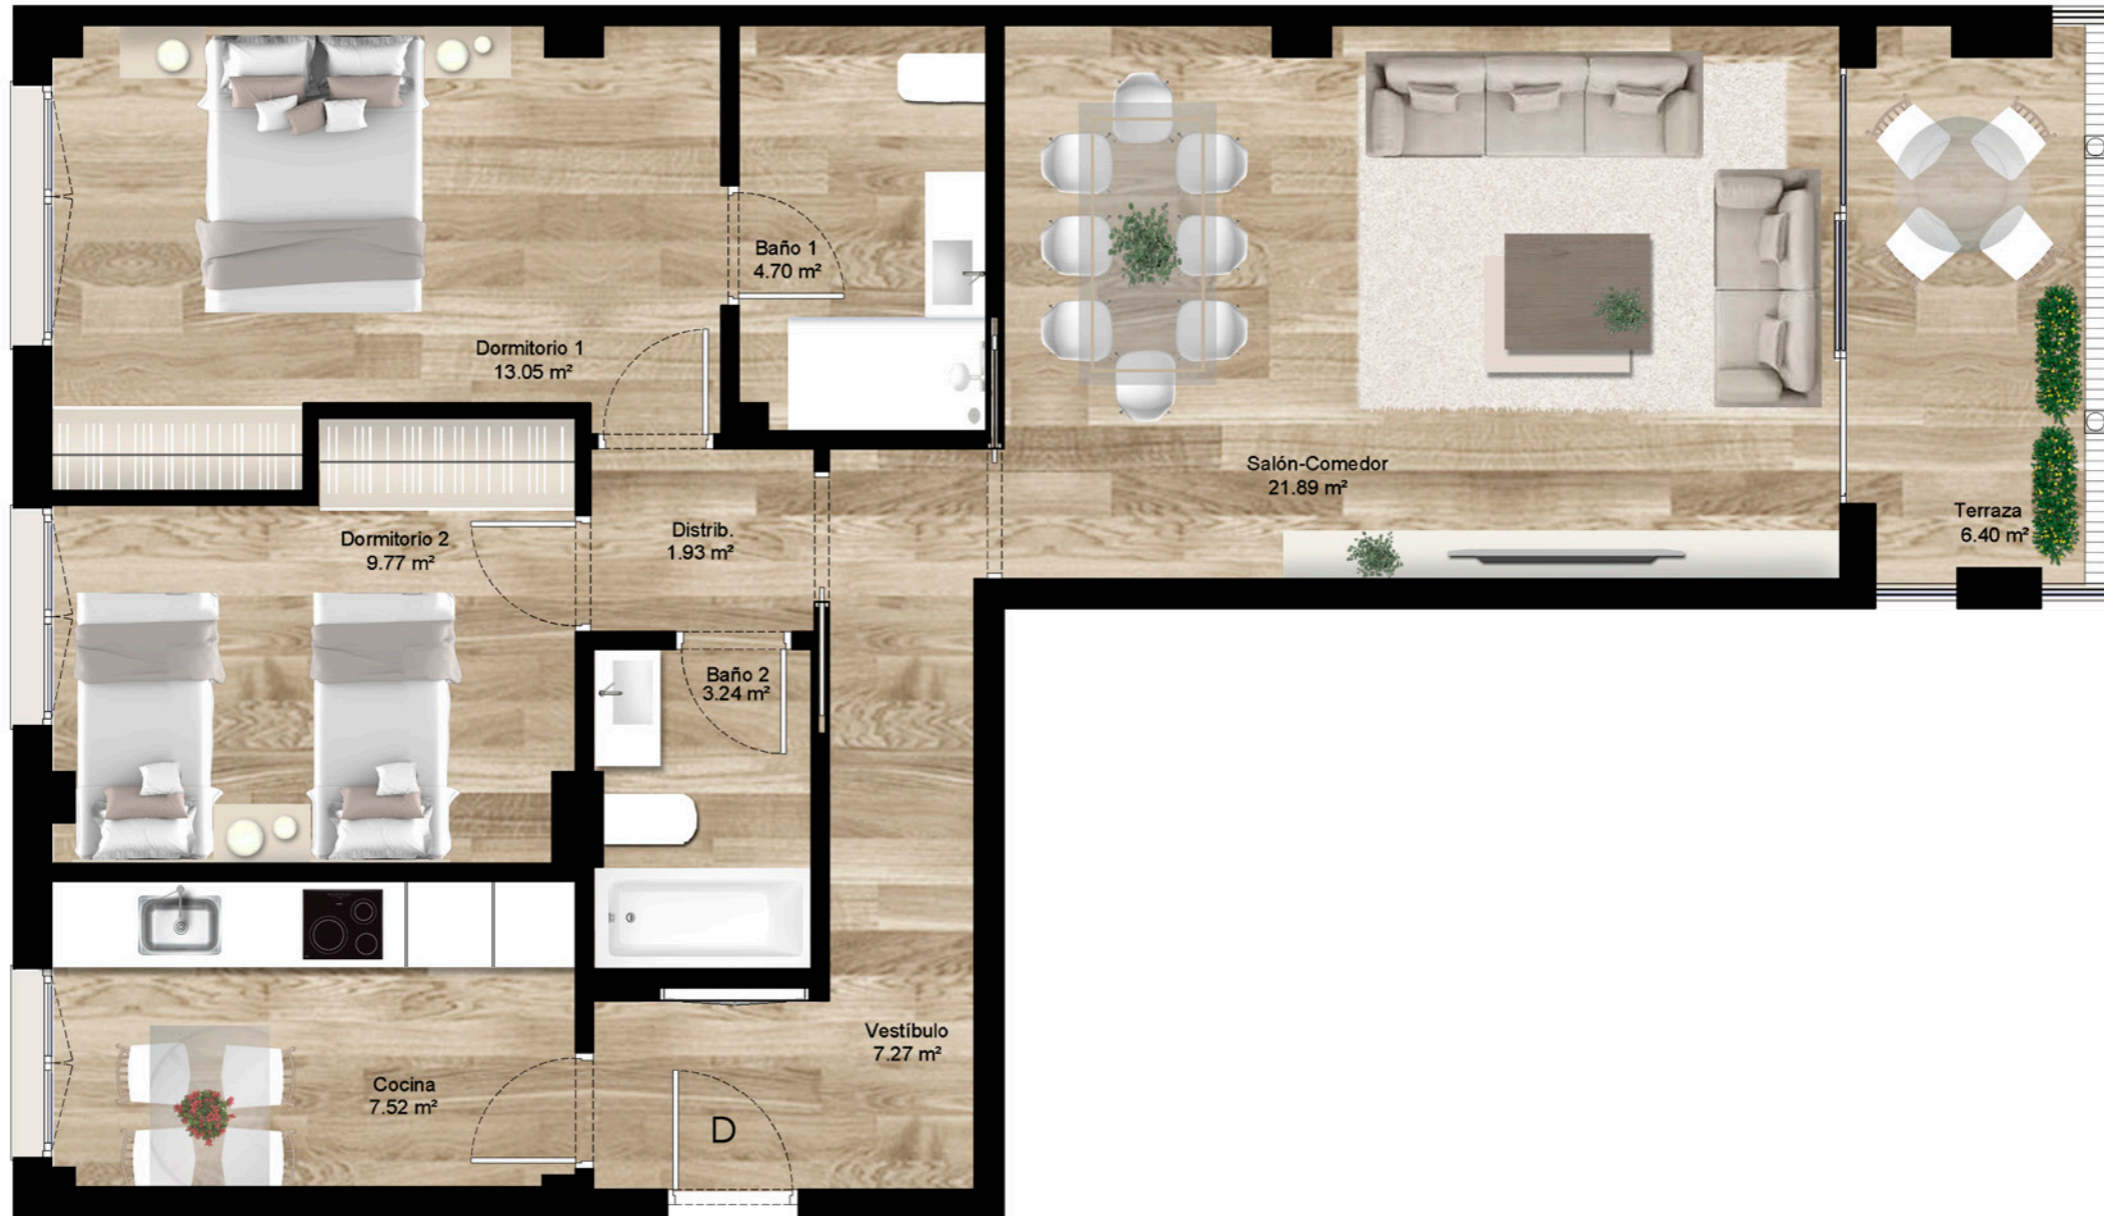 Baño 1
4.70 m²
Dormitorio 1
13.05 m²
Salón-Comedor
21.89 m²
Terraza
6.40 m²
Dormitorio 2
9.77 m²
Distrib.
1.93 m²
Baño 2
3.24 m²
Vestíbulo
7.27 m²
Cocina
7.52 m²
D